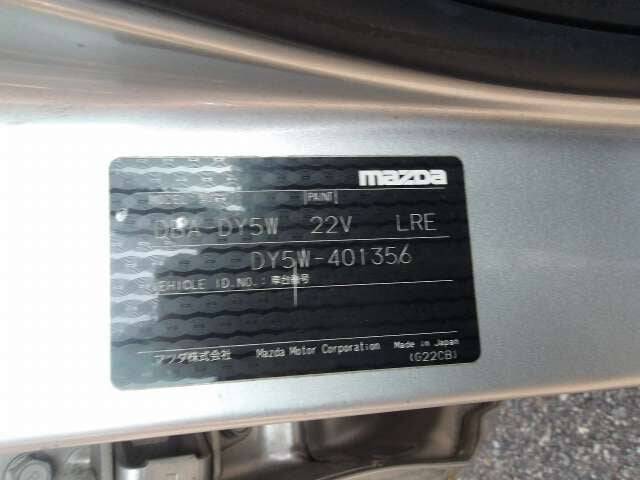 mazda
MODEL PAINT
DBA-DY5W 22V LRE
DY5W-401356
VEHICLE ID.NO.: 車台番号
マツダ株式会社 Mazda Motor Corporation Made in Japan
(G22CB)